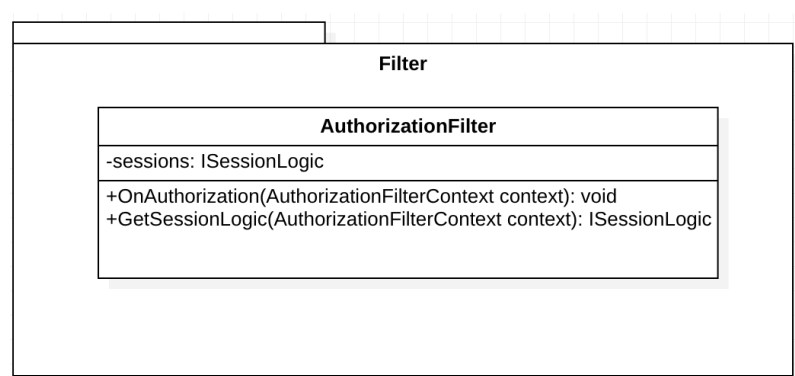 Filter
AuthorizationFilter
-sessions: ISessionLogic
+OnAuthorization(AuthorizationFilterContext context): void
+GetSessionLogic(AuthorizationFilterContext context): ISessionLogic